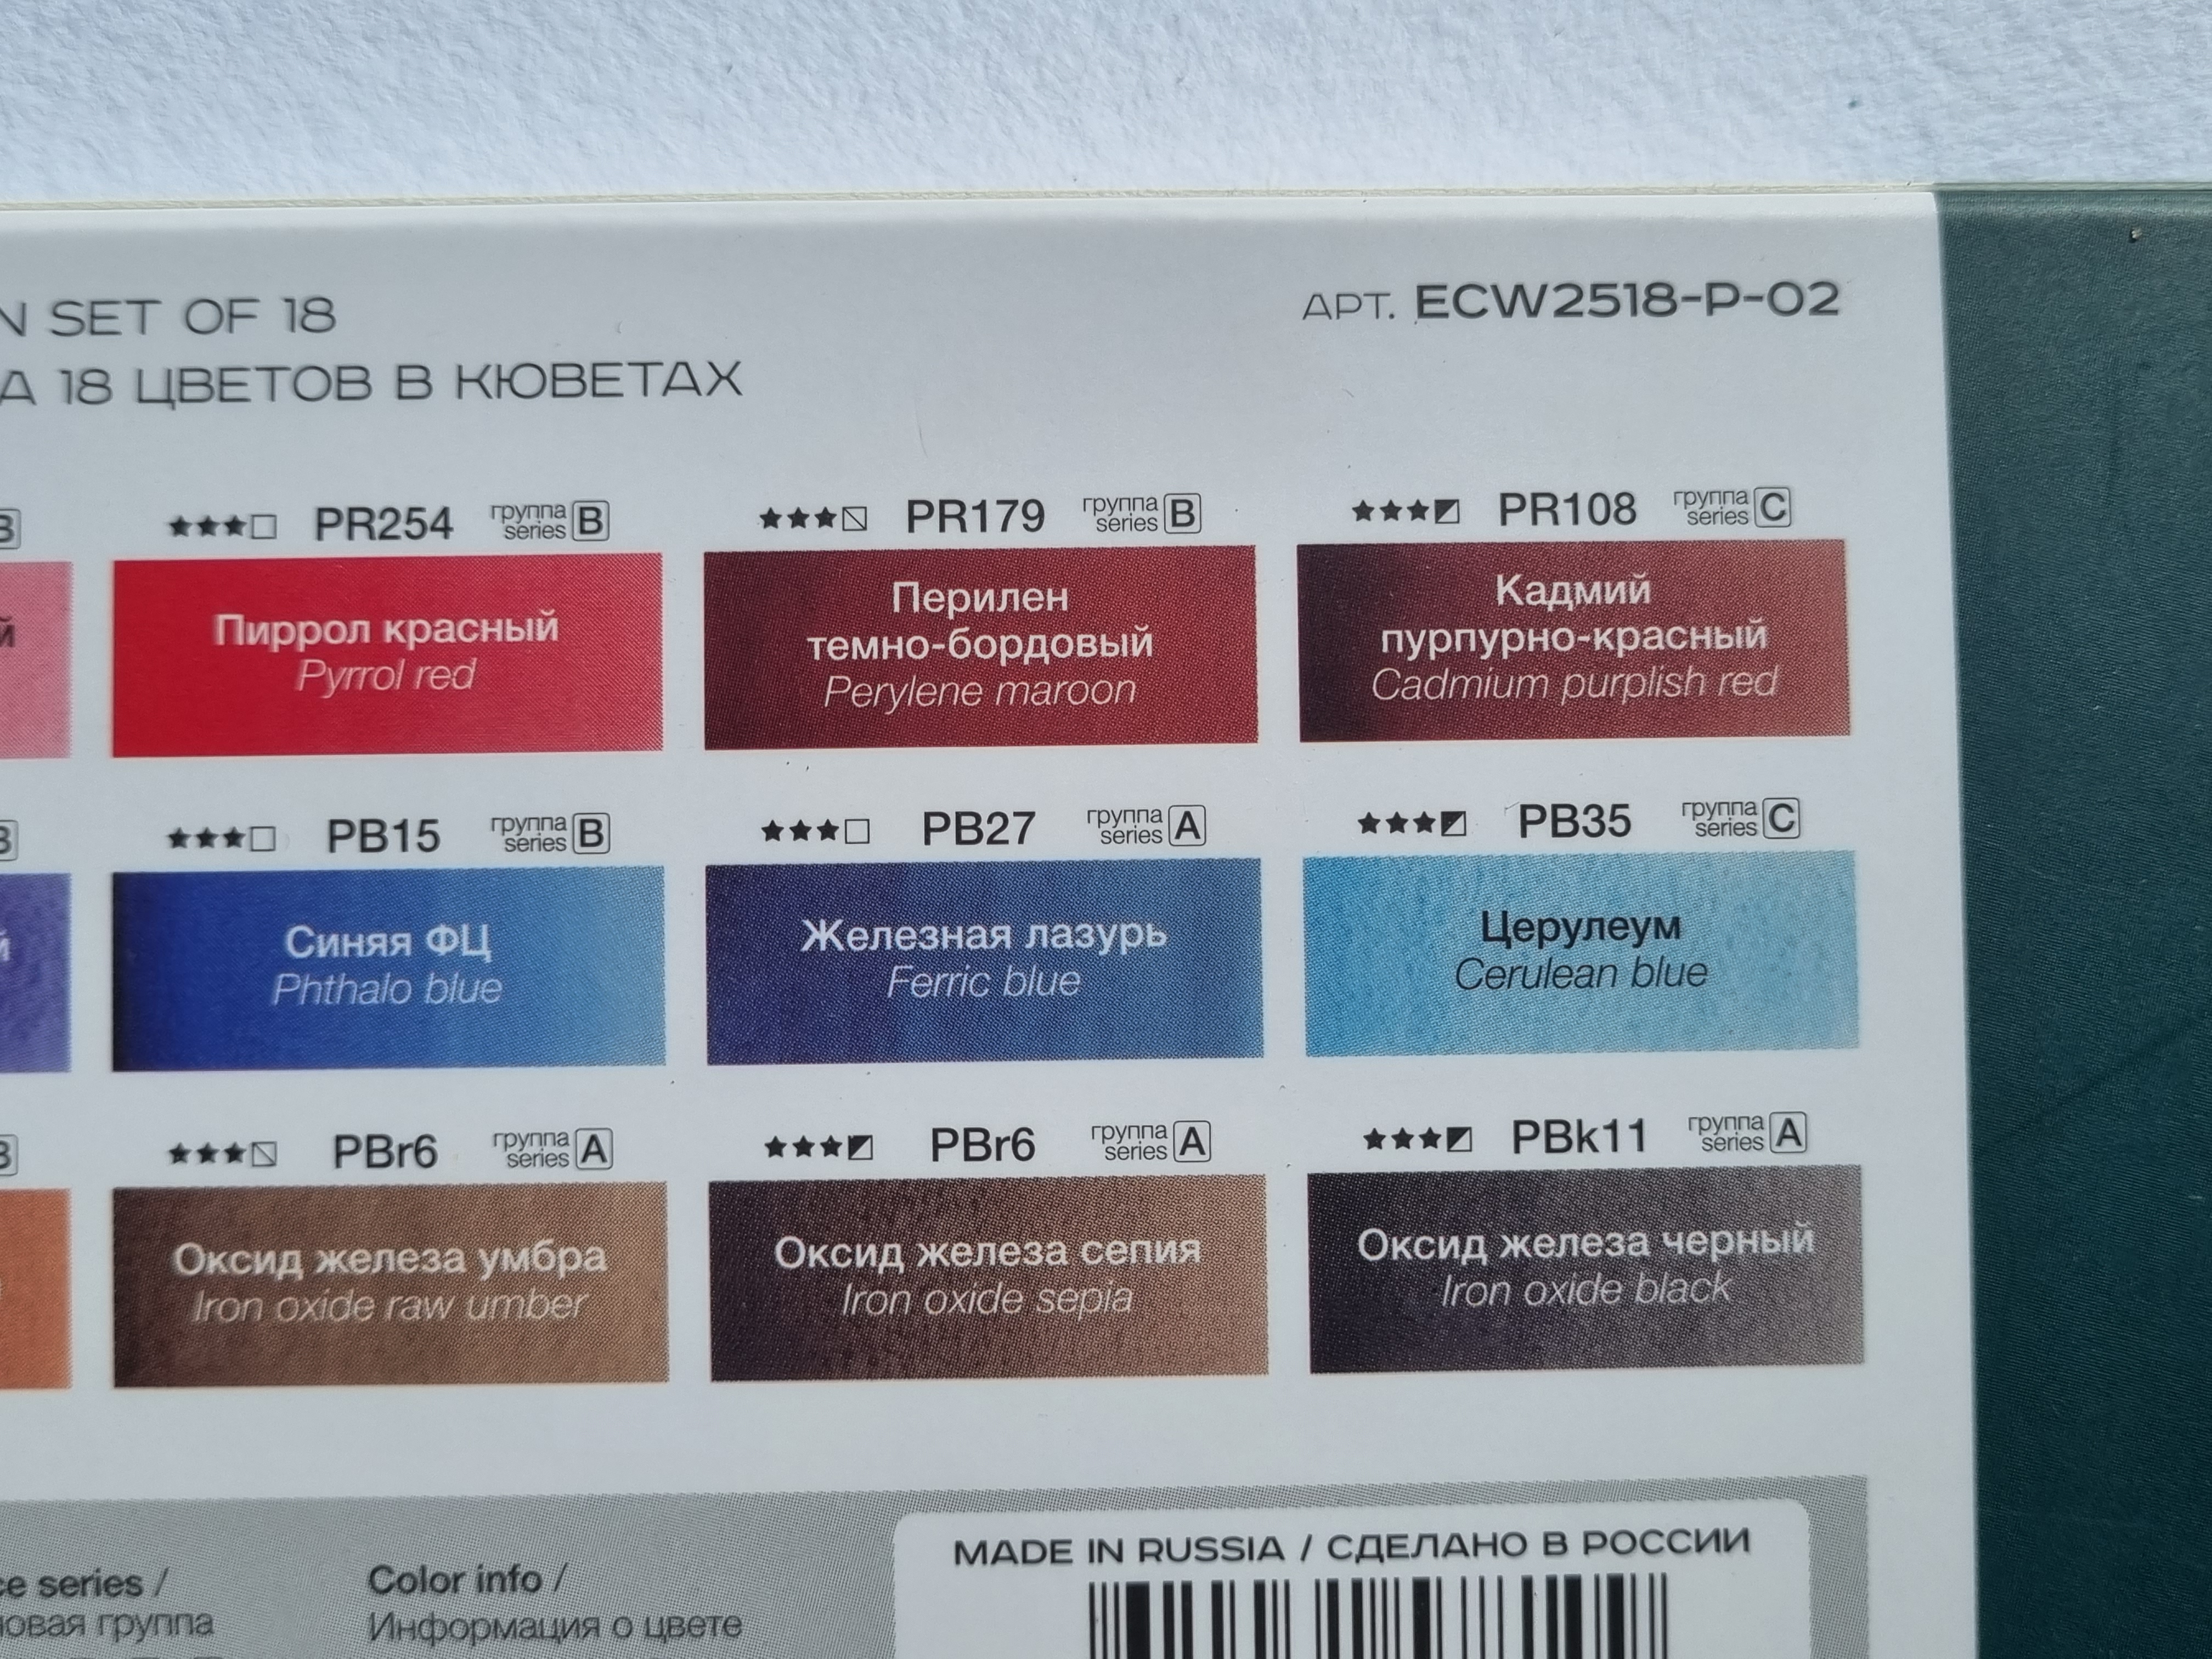 N SET OF 18
АРТ. ECW2518-P-02
А 18 ЦВЕТОВ В КЮВЕТАХ
B
★★★□ PR254 группа series B
★★★⧅ PR179 группа series B
★★★◩ PR108 группа series C
й
Пиррол красный
Pyrrol red
Перилен
темно-бордовый
Perylene maroon
Кадмий
пурпурно-красный
Cadmium purplish red
B
★★★□ PB15 группа series B
★★★□ PB27 группа series A
★★★◩ PB35 группа series C
й
Синяя ФЦ
Phthalo blue
Железная лазурь
Ferric blue
Церулеум
Cerulean blue
B
★★★⧅ PBr6 группа series A
★★★◩ PBr6 группа series A
★★★◩ PBk11 группа series A
Оксид железа умбра
Iron oxide raw umber
Оксид железа сепия
Iron oxide sepia
Оксид железа черный
Iron oxide black
ce series /
овая группа
Color info /
Информация о цвете
MADE IN RUSSIA / СДЕЛАНО В РОССИИ